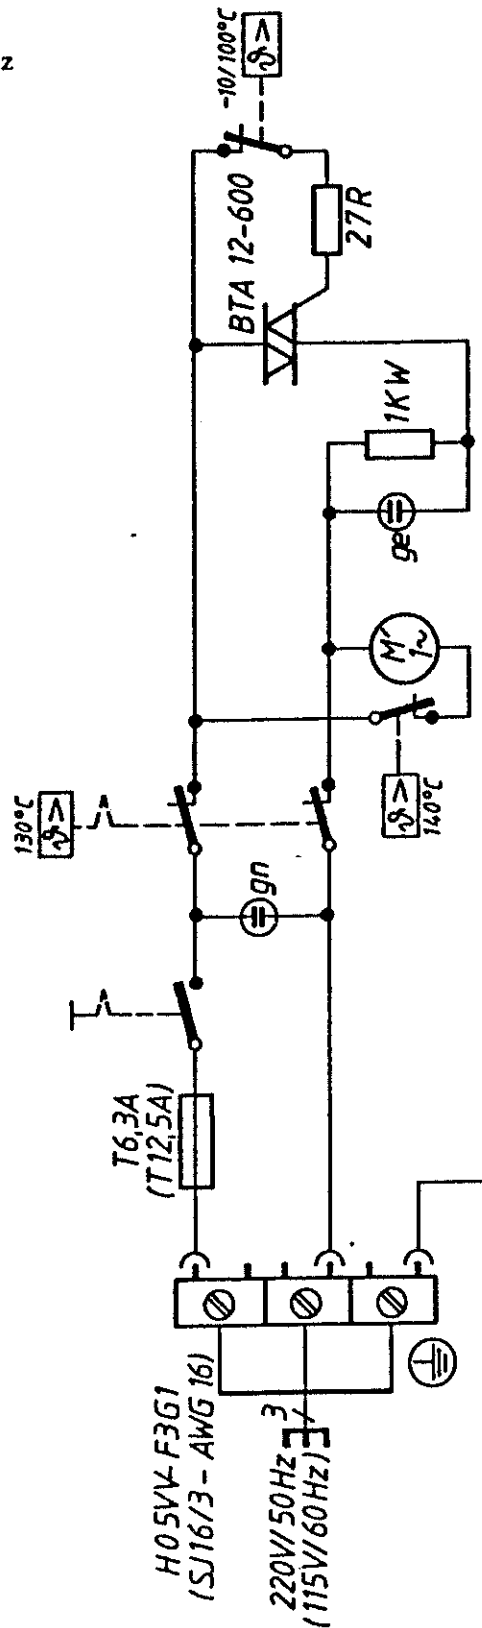 z
-10/100°C
ϑ >
BTA 12-600
27R
1KW
ge
M
1~
130°C
ϑ >
ϑ >
140°C
gn
T6,3A
(T12,5A)
H05VV-F3G1
(SJ16/3-AWG 16)
3
220V/50Hz
(115V/60Hz)